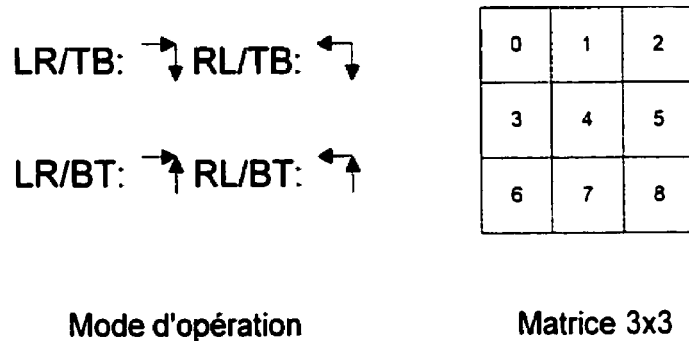 LR/TB: RL/TB:
LR/BT: RL/BT:
0 1 2
3 4 5
6 7 8
Mode d'opération
Matrice 3x3